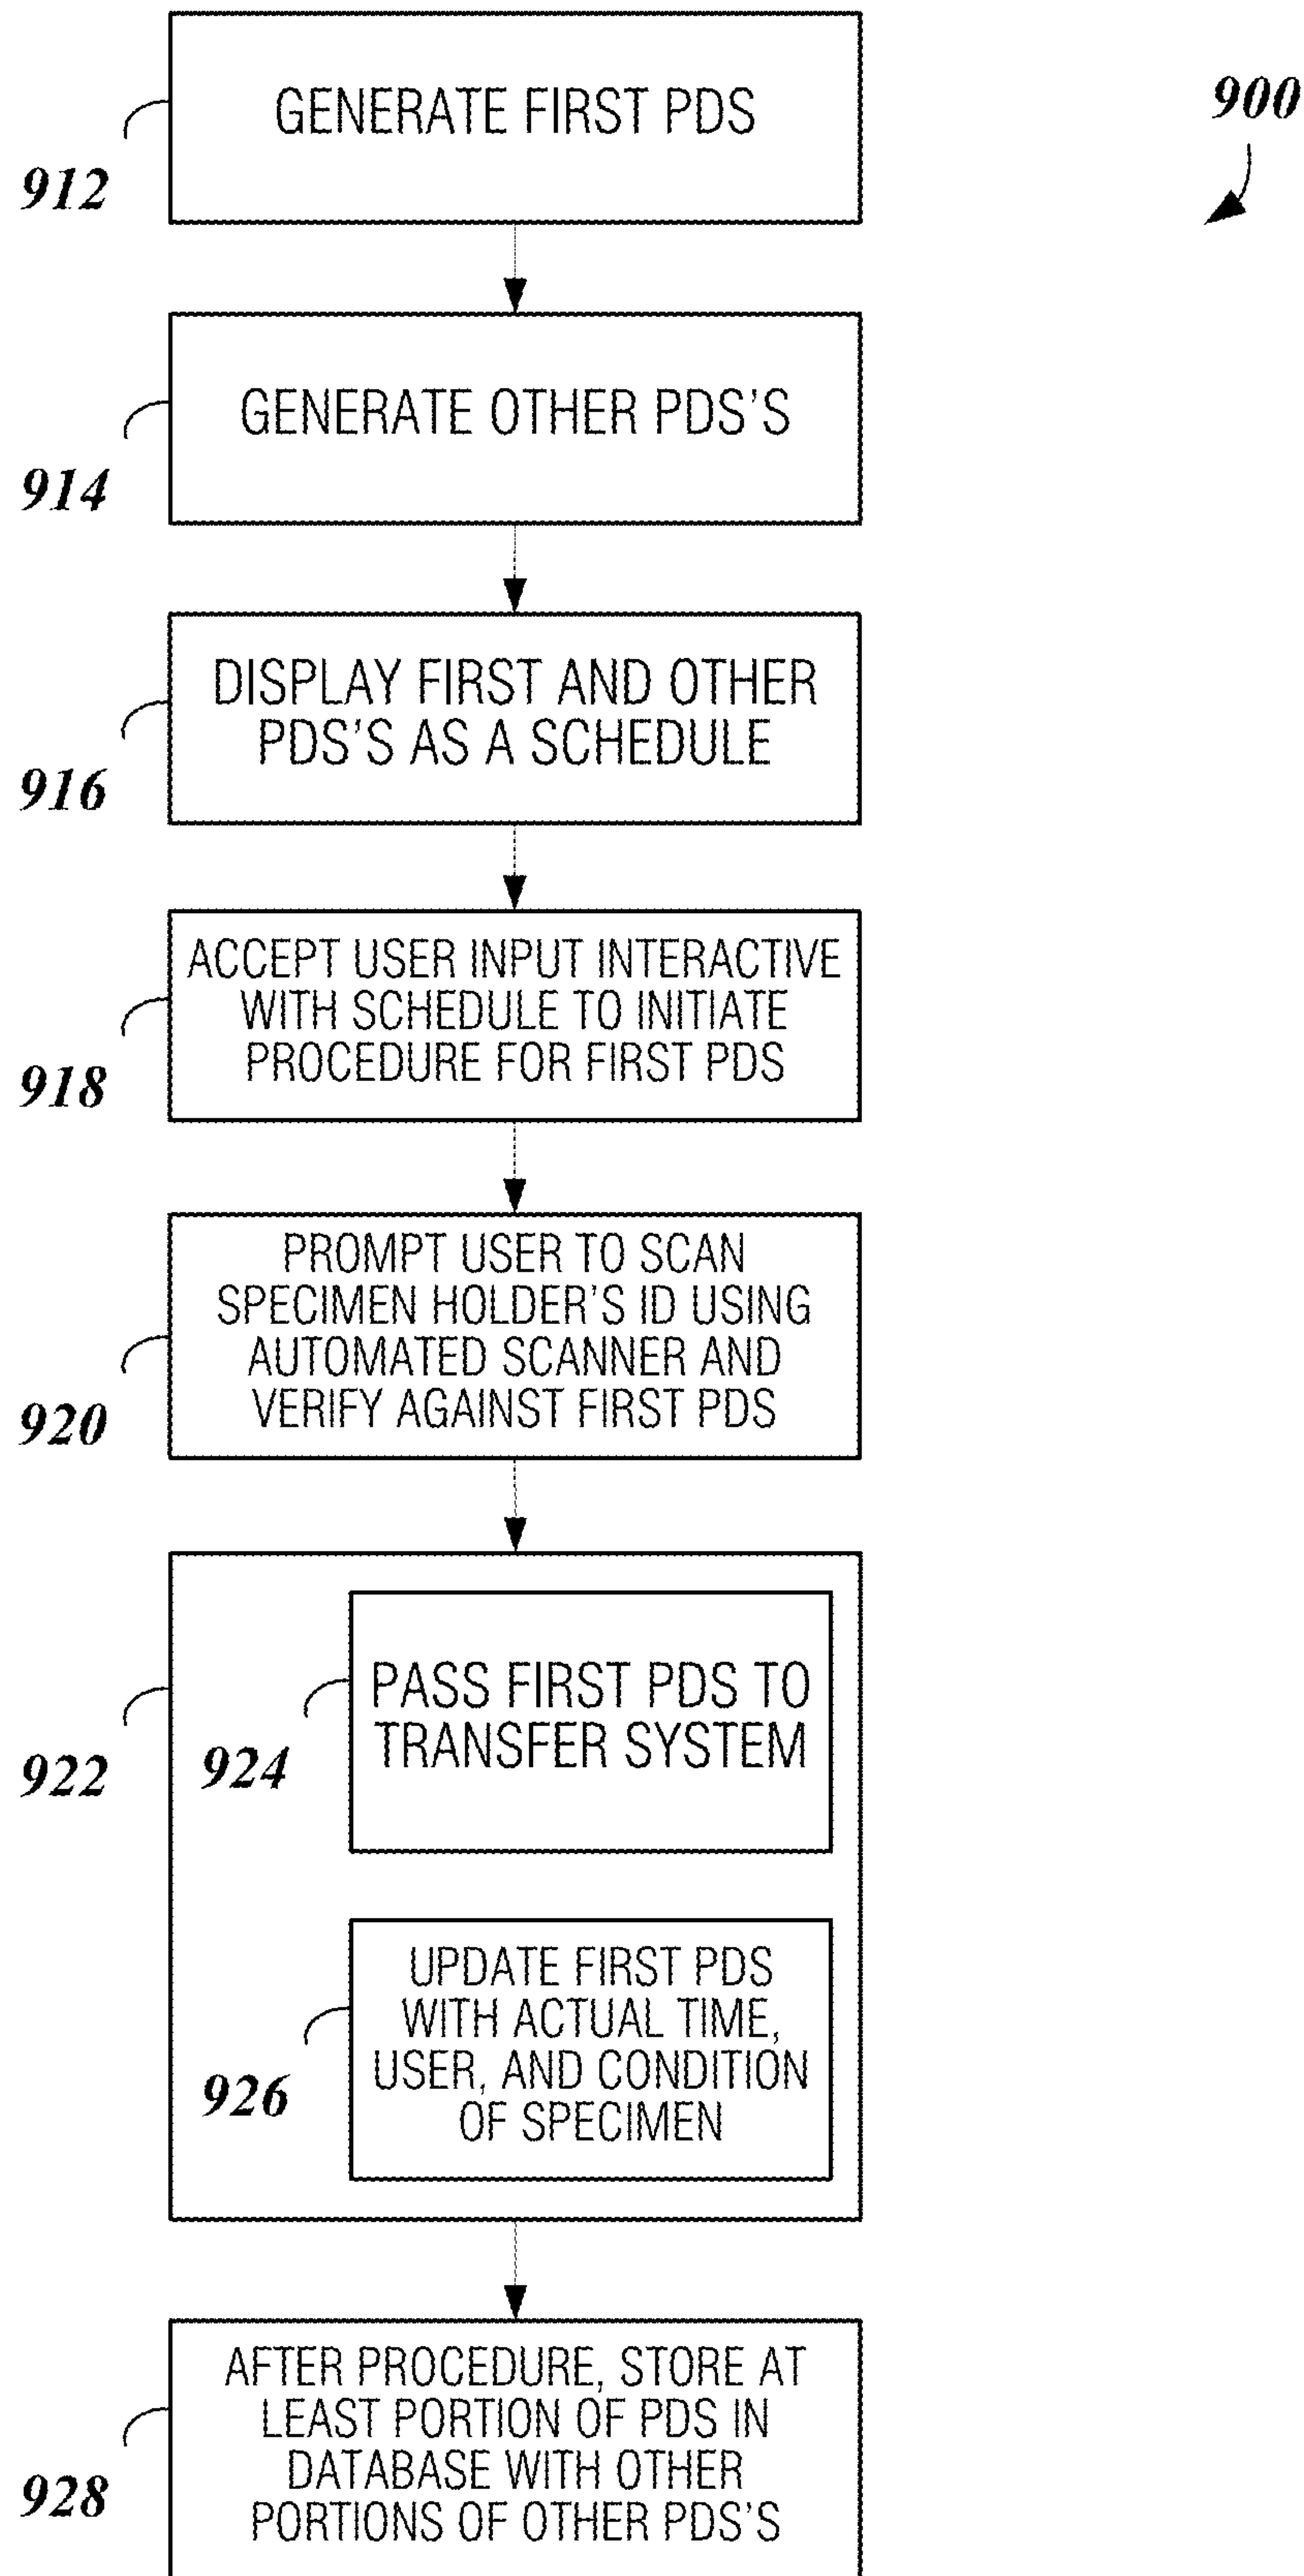 900
GENERATE FIRST PDS
912
GENERATE OTHER PDS'S
914
DISPLAY FIRST AND OTHER
PDS'S AS A SCHEDULE
916
ACCEPT USER INPUT INTERACTIVE
WITH SCHEDULE TO INITIATE
PROCEDURE FOR FIRST PDS
918
PROMPT USER TO SCAN
SPECIMEN HOLDER'S ID USING
AUTOMATED SCANNER AND
VERIFY AGAINST FIRST PDS
920
PASS FIRST PDS TO
TRANSFER SYSTEM
922
924
UPDATE FIRST PDS
WITH ACTUAL TIME,
USER, AND CONDITION
OF SPECIMEN
926
AFTER PROCEDURE, STORE AT
LEAST PORTION OF PDS IN
DATABASE WITH OTHER
PORTIONS OF OTHER PDS'S
928